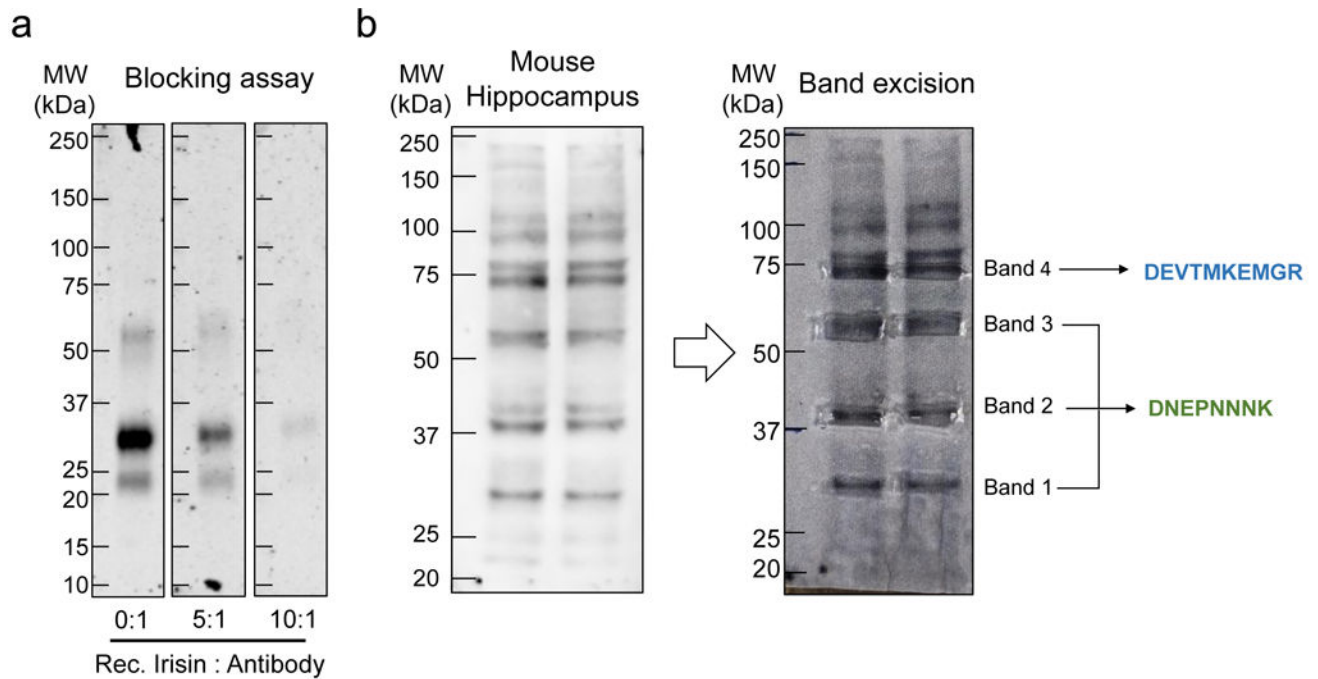 a
MW
(kDa)
Blocking assay
250
150
100
75
50
37
25
20
15
10
0:1 5:1 10:1
Rec. Irisin : Antibody
b
MW
(kDa)
Mouse
Hippocampus
250
150
100
75
50
37
25
20
MW
(kDa)
Band excision
250
150
100
75
50
37
25
20
Band 4
DEVTMKEMGR
Band 3
Band 2
DNEPNNNK
Band 1